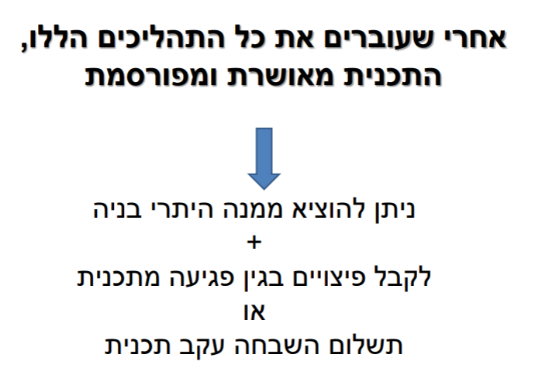 אחרי שעוברים את כל התהליכים הללו,
התכנית מאושרת ומפורסמת
ניתן להוציא ממנה היתרי בניה
+
לקבל פיצויים בגין פגיעה מתכנית
או
תשלום השבחה עקב תכנית